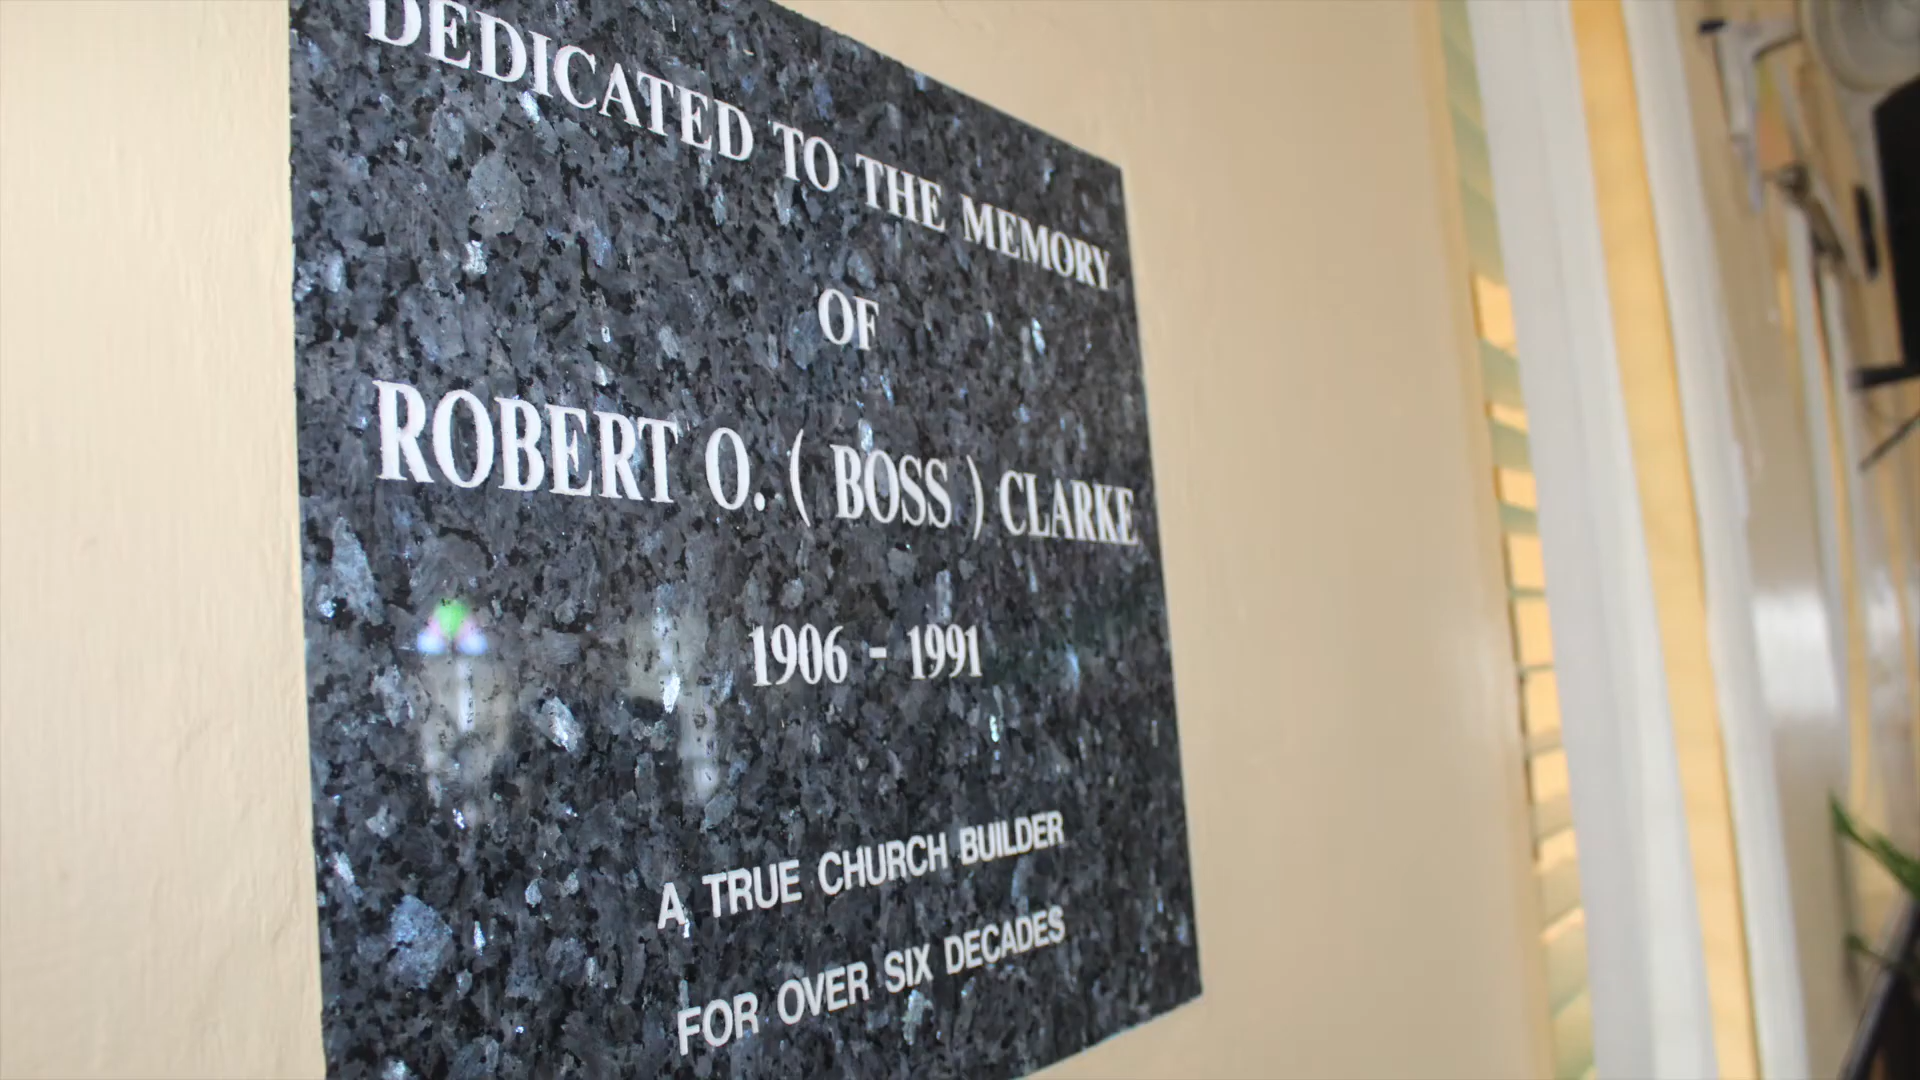 DEDICATED TO THE MEMORY
OF
ROBERT O. ( BOSS ) CLARKE
1906 - 1991
A TRUE CHURCH BUILDER
FOR OVER SIX DECADES